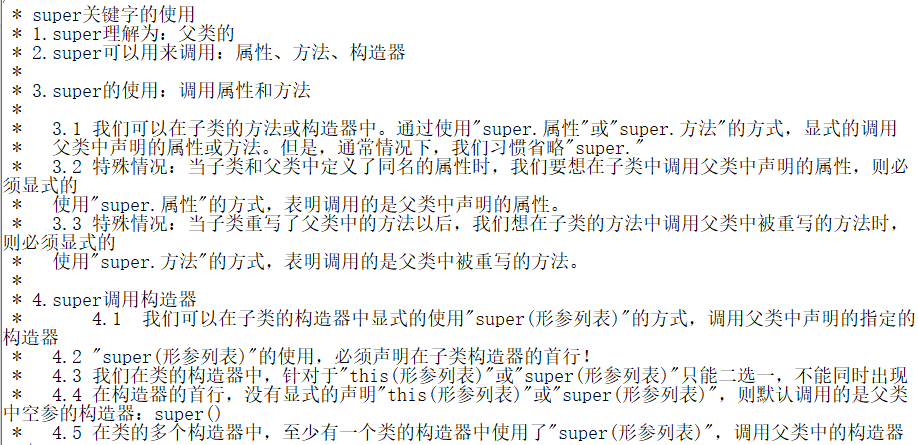 * super关键字的使用
* 1.super理解为：父类的
* 2.super可以用来调用：属性、方法、构造器
*
* 3.super的使用：调用属性和方法
*
*   3.1 我们可以在子类的方法或构造器中。通过使用"super.属性"或"super.方法"的方式，显式的调用
*   父类中声明的属性或方法。但是，通常情况下，我们习惯省略"super."
*   3.2 特殊情况：当子类和父类中定义了同名的属性时，我们要想在子类中调用父类中声明的属性，则必
须显式的
*   使用"super.属性"的方式，表明调用的是父类中声明的属性。
*   3.3 特殊情况：当子类重写了父类中的方法以后，我们想在子类的方法中调用父类中被重写的方法时，
则必须显式的
*   使用"super.方法"的方式，表明调用的是父类中被重写的方法。
*
* 4.super调用构造器
*       4.1  我们可以在子类的构造器中显式的使用"super(形参列表)"的方式，调用父类中声明的指定的
构造器
*   4.2 "super(形参列表)"的使用，必须声明在子类构造器的首行！
*   4.3 我们在类的构造器中，针对于"this(形参列表)"或"super(形参列表)"只能二选一，不能同时出现
*   4.4 在构造器的首行，没有显式的声明"this(形参列表)"或"super(形参列表)"，则默认调用的是父类
中空参的构造器：super()
*   4.5 在类的多个构造器中，至少有一个类的构造器中使用了"super(形参列表)"，调用父类中的构造器